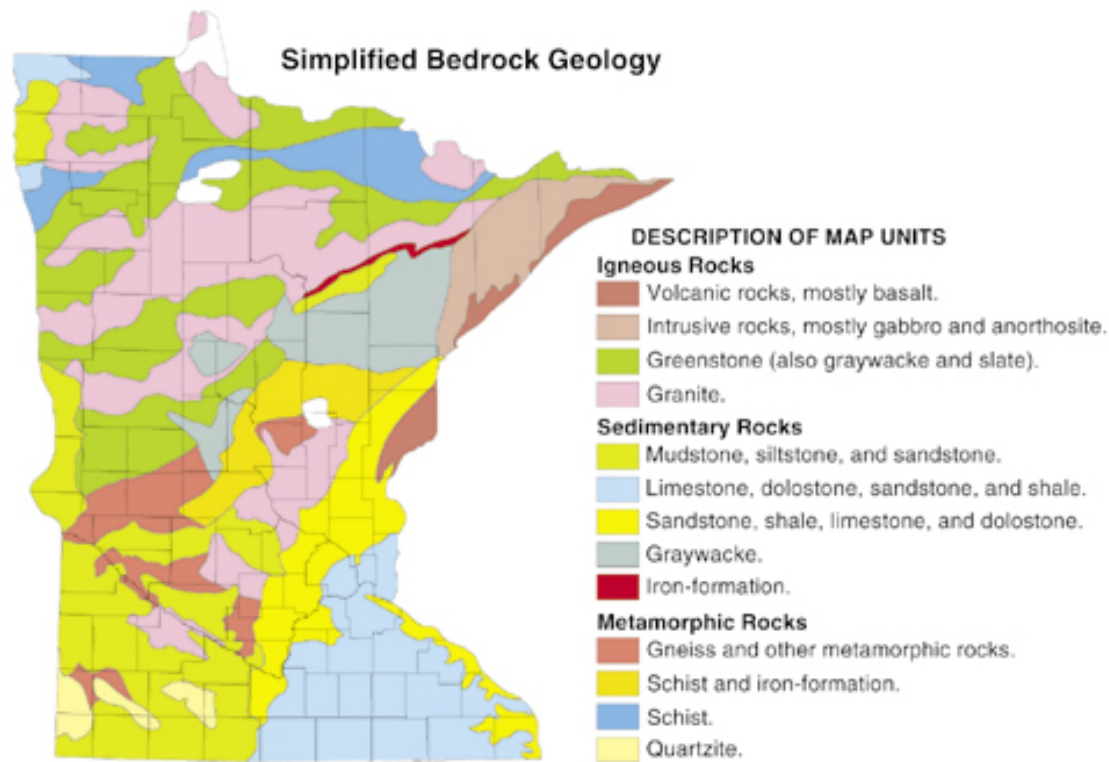 Simplified Bedrock Geology
DESCRIPTION OF MAP UNITS
Igneous Rocks
Volcanic rocks, mostly basalt.
Intrusive rocks, mostly gabbro and anorthosite.
Greenstone (also graywacke and slate).
Granite.
Sedimentary Rocks
Mudstone, siltstone, and sandstone.
Limestone, dolostone, sandstone, and shale.
Sandstone, shale, limestone, and dolostone.
Graywacke.
Iron-formation.
Metamorphic Rocks
Gneiss and other metamorphic rocks.
Schist and iron-formation.
Schist.
Quartzite.